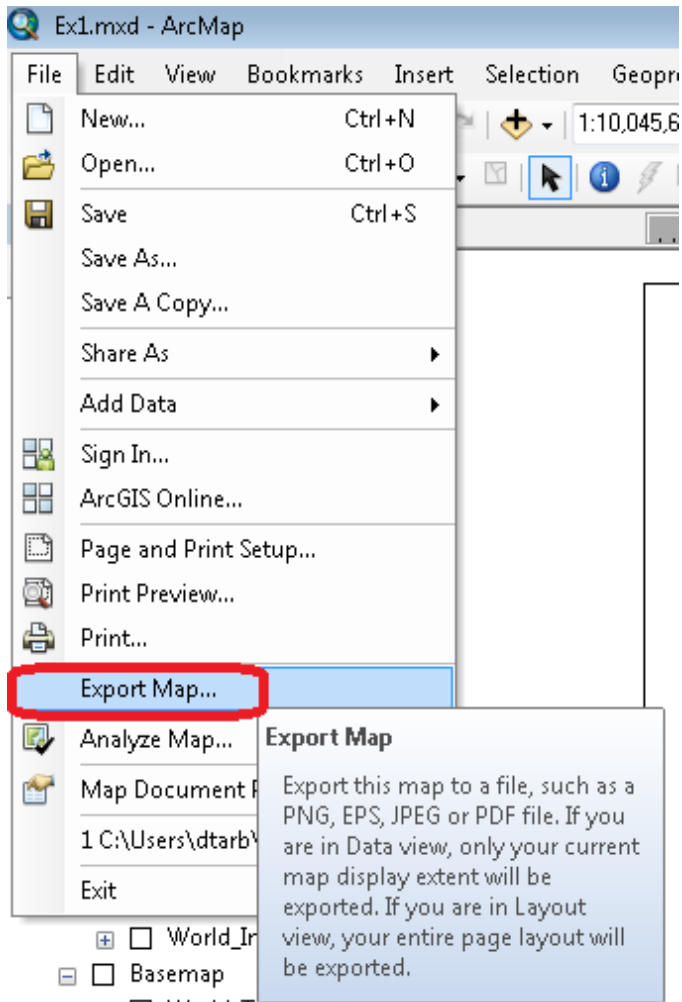 Ex1.mxd - ArcMap
File Edit View Bookmarks Insert Selection
New... Ctrl+N
1:10,045,6
Open... Ctrl+O
Save Ctrl+S
Save As...
Save A Copy...
Share As
Add Data
Sign In...
ArcGIS Online...
Page and Print Setup...
Print Preview...
Print...
Export Map...
Analyze Map...
Map Document
1 C:\Users\dtarb\
Exit
Export Map
Export this map to a file, such as a
PNG, EPS, JPEG or PDF file. If you
are in Data view, only your current
map display extent will be
exported. If you are in Layout
view, your entire page layout will
be exported.
Basemap